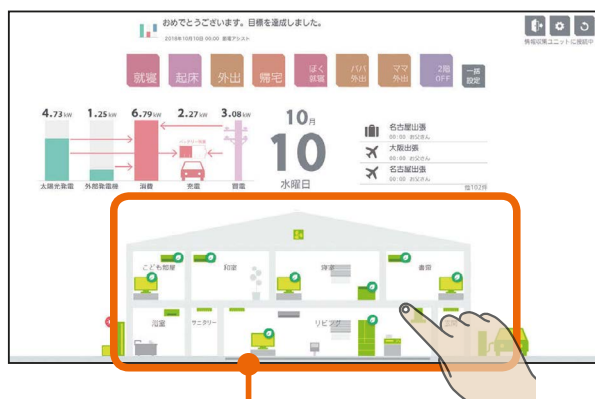 おめでとうございます。目標を達成しました。
2018年10月10日 00:00 節電アシスト
情報収集ユニットに接続中
就寝 起床 外出 帰宅 ぼく就寝 パパ外出 ママ外出 2階OFF 一括設定
4.73kW 1.25kW 6.79kW 2.27kW 3.08kW
太陽光発電 外部発電機 消費 充電 買電
10月
10
水曜日
名古屋出張
00:00 お父さん
大阪出張
00:00 お父さん
名古屋出張
00:00 お父さん
他102件
こども部屋 和室 寝室 書斎
浴室 サニタリー リビング